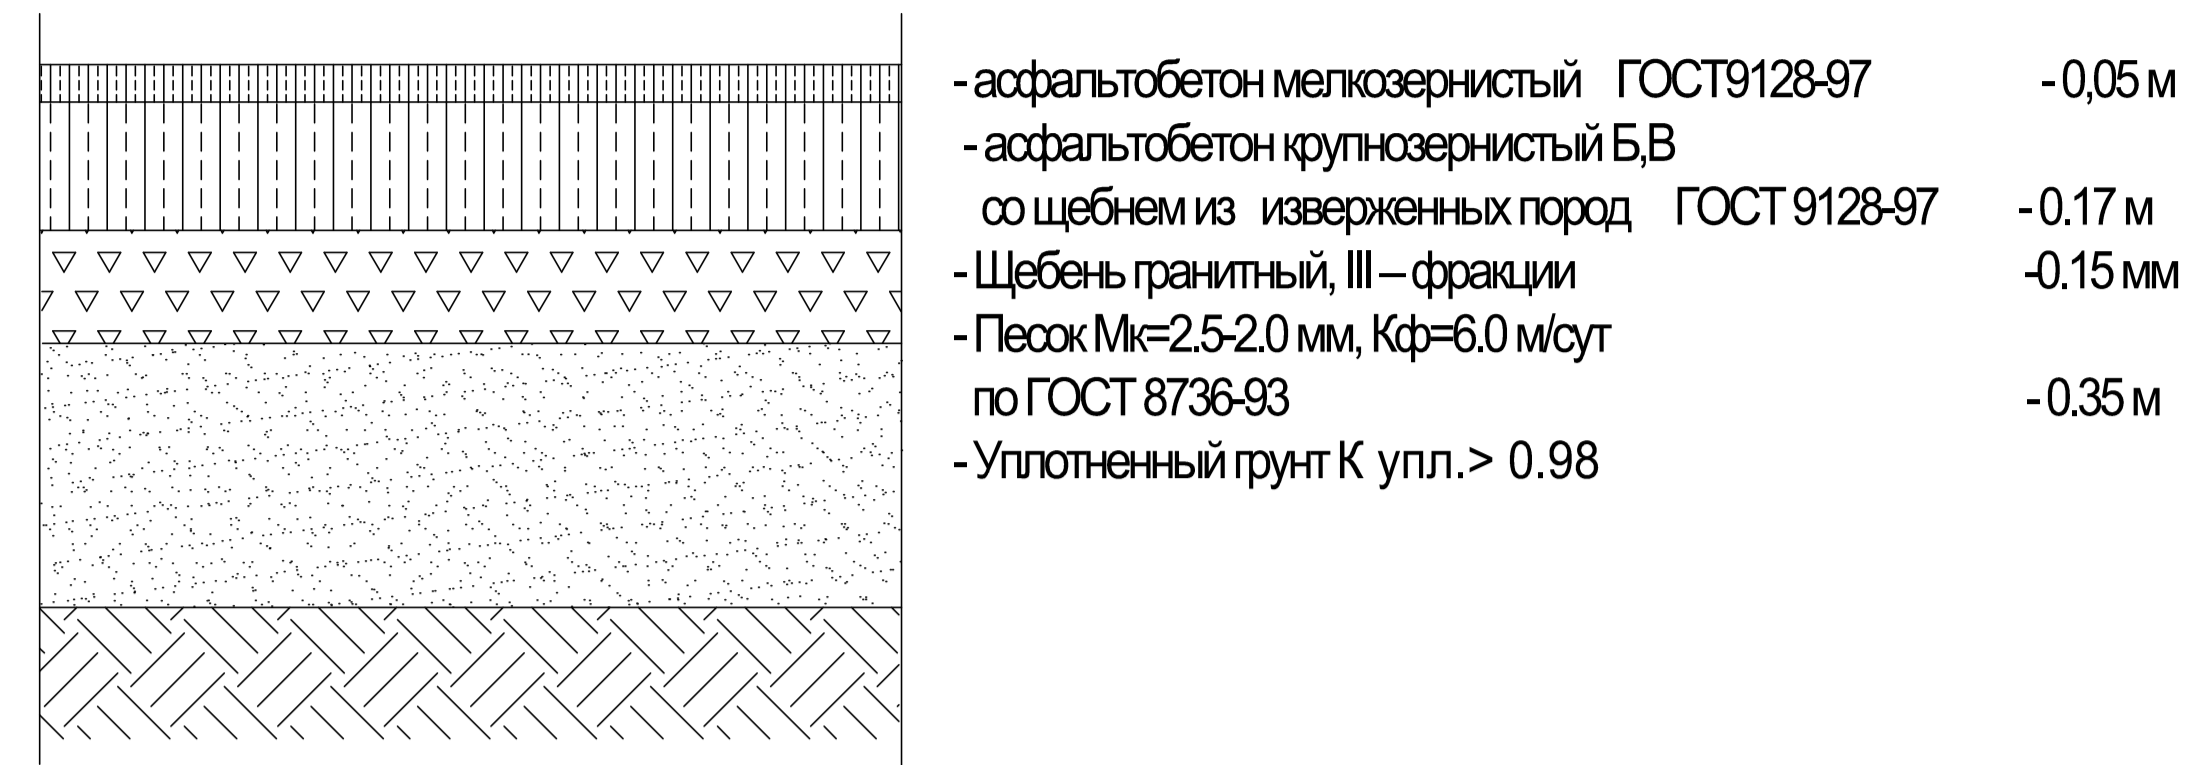 - асфальтобетон мелкозернистый ГОСТ9128-97 - 0,05 м
- асфальтобетон крупнозернистый Б,В
со щебнем из изверженных пород ГОСТ 9128-97 - 0.17 м
- Щебень гранитный, III – фракции -0.15 мм
- Песок Мк=2.5-2.0 мм, Кф=6.0 м/сут
по ГОСТ 8736-93 - 0.35 м
- Уплотненный грунт К упл.> 0.98